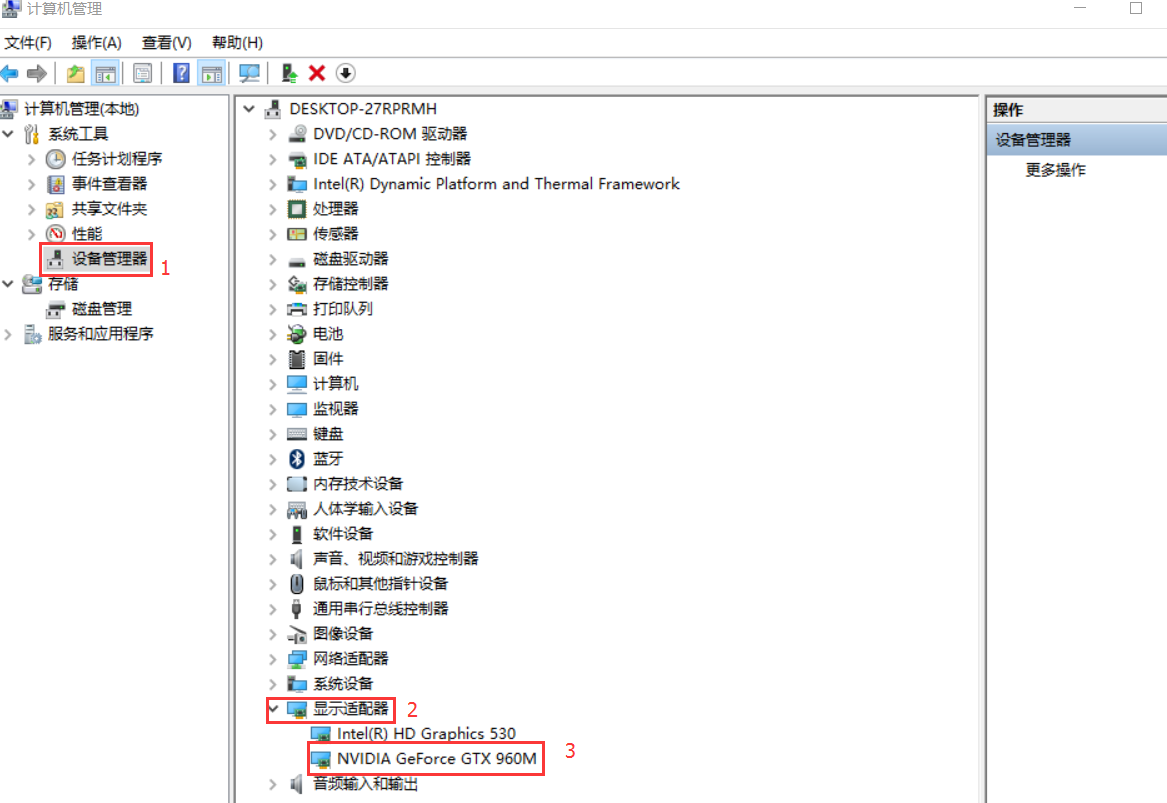 计算机管理
文件(F) 操作(A) 查看(V) 帮助(H)
计算机管理(本地)
系统工具
任务计划程序
事件查看器
共享文件夹
性能
设备管理器
1
存储
磁盘管理
服务和应用程序
DESKTOP-27RPRMH
DVD/CD-ROM 驱动器
IDE ATA/ATAPI 控制器
Intel(R) Dynamic Platform and Thermal Framework
处理器
传感器
磁盘驱动器
存储控制器
打印队列
电池
固件
计算机
监视器
键盘
蓝牙
内存技术设备
人体学输入设备
软件设备
声音、视频和游戏控制器
鼠标和其他指针设备
通用串行总线控制器
图像设备
网络适配器
系统设备
显示适配器
2
Intel(R) HD Graphics 530
NVIDIA GeForce GTX 960M
3
音频输入和输出
操作
设备管理器
更多操作